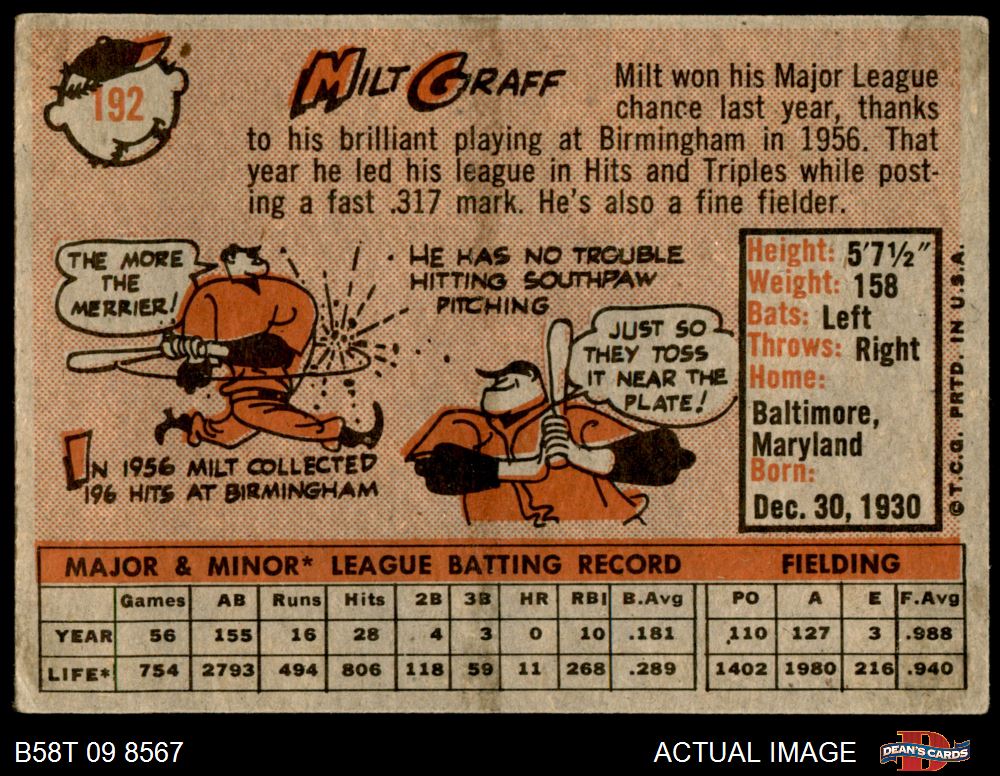 192
MILT GRAFF
Milt won his Major League
chance last year, thanks
to his brilliant playing at Birmingham in 1956. That
year he led his league in Hits and Triples while post-
ing a fast .317 mark. He's also a fine fielder.
THE MORE
THE
MERRIER!
HE HAS NO TROUBLE
HITTING SOUTHPAW
PITCHING
JUST SO
THEY TOSS
IT NEAR THE
PLATE!
IN 1956 MILT COLLECTED
196 HITS AT BIRMINGHAM
Height: 5'7½"
Weight: 158
Bats: Left
Throws: Right
Home:
Baltimore,
Maryland
Born:
Dec. 30, 1930
© T.C.G. PRTD. IN U.S.A.
MAJOR & MINOR* LEAGUE BATTING RECORD FIELDING
Games AB Runs Hits 2B 3B HR RBI B.Avg PO A E F.Avg
YEAR 56 155 16 28 4 3 0 10 .181 110 127 3 .988
LIFE* 754 2793 494 806 118 59 11 268 .289 1402 1980 216 .940
B58T 09 8567
ACTUAL IMAGE
DEAN'S CARDS